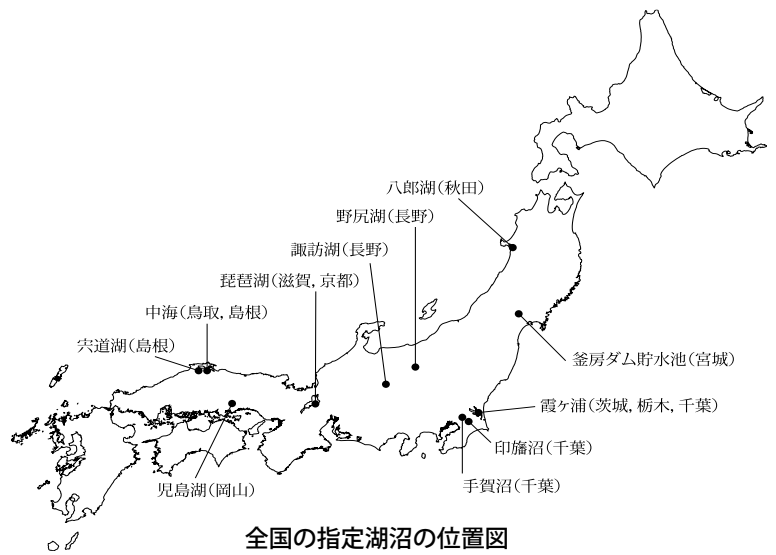 八郎湖(秋田)
野尻湖(長野)
諏訪湖(長野)
琵琶湖(滋賀, 京都)
中海(鳥取, 島根)
宍道湖(島根)
釜房ダム貯水池(宮城)
霞ヶ浦(茨城, 栃木, 千葉)
印旛沼(千葉)
手賀沼(千葉)
児島湖(岡山)
全国の指定湖沼の位置図